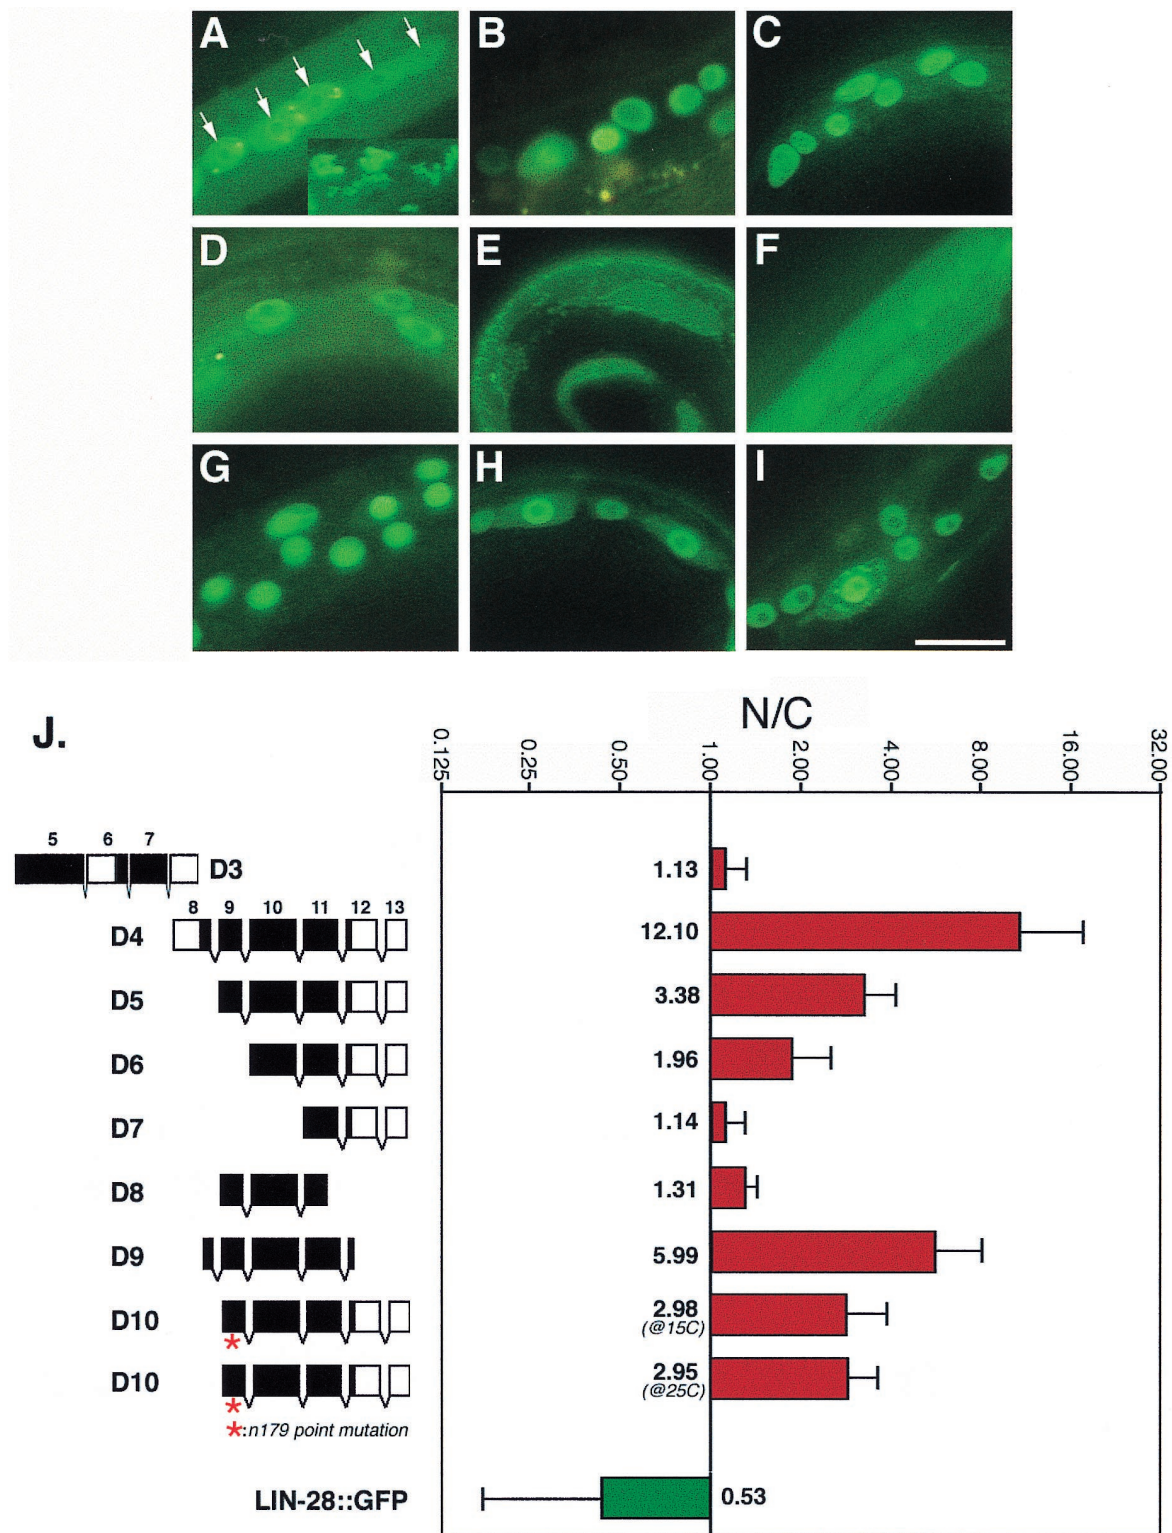 A
B
C
D
E
F
G
H
I
J.
N/C
0.125 0.25 0.50 1.00 2.00 4.00 8.00 16.00 32.00
5 6 7
D3
1.13
8 9 10 11 12 13
D4
12.10
D5
3.38
D6
1.96
D7
1.14
D8
1.31
D9
5.99
D10
2.98
(@15C)
*
D10
2.95
(@25C)
*
*:n179 point mutation
LIN-28::GFP
0.53